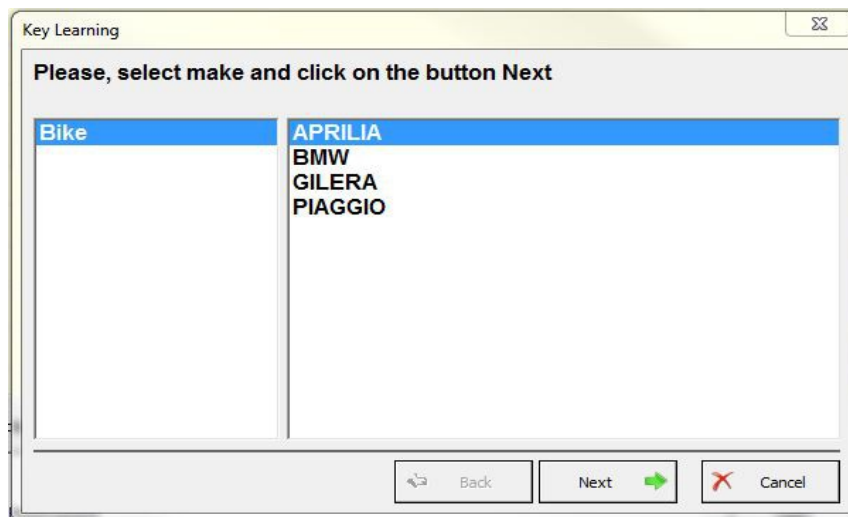 Key Learning
Please, select make and click on the button Next
Bike
APRILIA
BMW
GILERA
PIAGGIO
Back
Next
Cancel